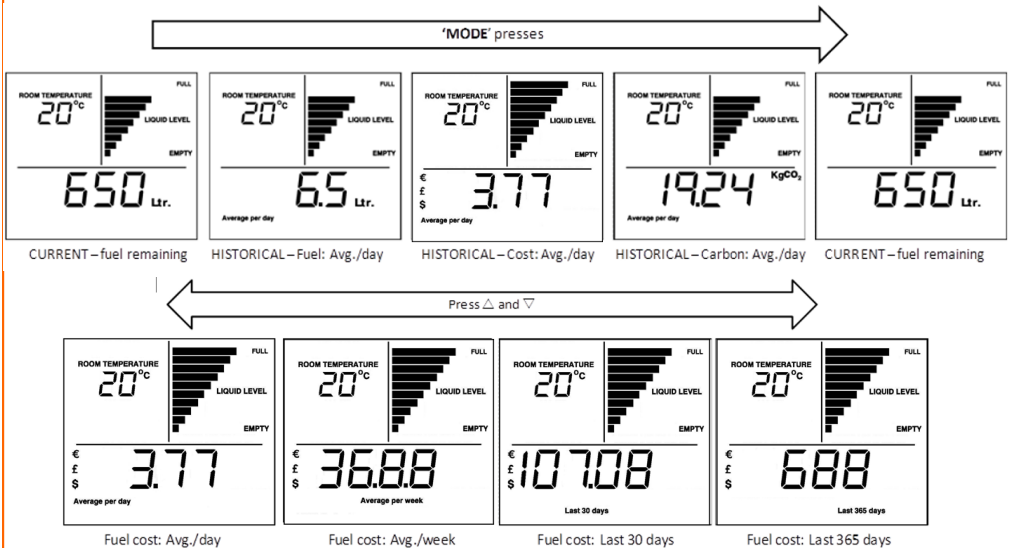 'MODE' presses
FULL
ROOM TEMPERATURE
20°C
LIQUID LEVEL
EMPTY
650 Ltr.
CURRENT – fuel remaining
FULL
ROOM TEMPERATURE
20°C
LIQUID LEVEL
EMPTY
6.5 Ltr.
Average per day
HISTORICAL – Fuel: Avg./day
FULL
ROOM TEMPERATURE
20°C
LIQUID LEVEL
EMPTY
€
£
$
3.77
Average per day
HISTORICAL – Cost: Avg./day
FULL
ROOM TEMPERATURE
20°C
LIQUID LEVEL
EMPTY
19.24 KgCO₂
Average per day
HISTORICAL – Carbon: Avg./day
FULL
ROOM TEMPERATURE
20°C
LIQUID LEVEL
EMPTY
650 Ltr.
CURRENT – fuel remaining
Press △ and ▽
FULL
ROOM TEMPERATURE
20°C
LIQUID LEVEL
EMPTY
€
£
$
3.77
Average per day
Fuel cost: Avg./day
FULL
ROOM TEMPERATURE
20°C
LIQUID LEVEL
EMPTY
€
£
$
36.88
Average per week
Fuel cost: Avg./week
FULL
ROOM TEMPERATURE
20°C
LIQUID LEVEL
EMPTY
€
£
$
107.08
Last 30 days
Fuel cost: Last 30 days
FULL
ROOM TEMPERATURE
20°C
LIQUID LEVEL
EMPTY
€
£
$
688
Last 365 days
Fuel cost: Last 365 days